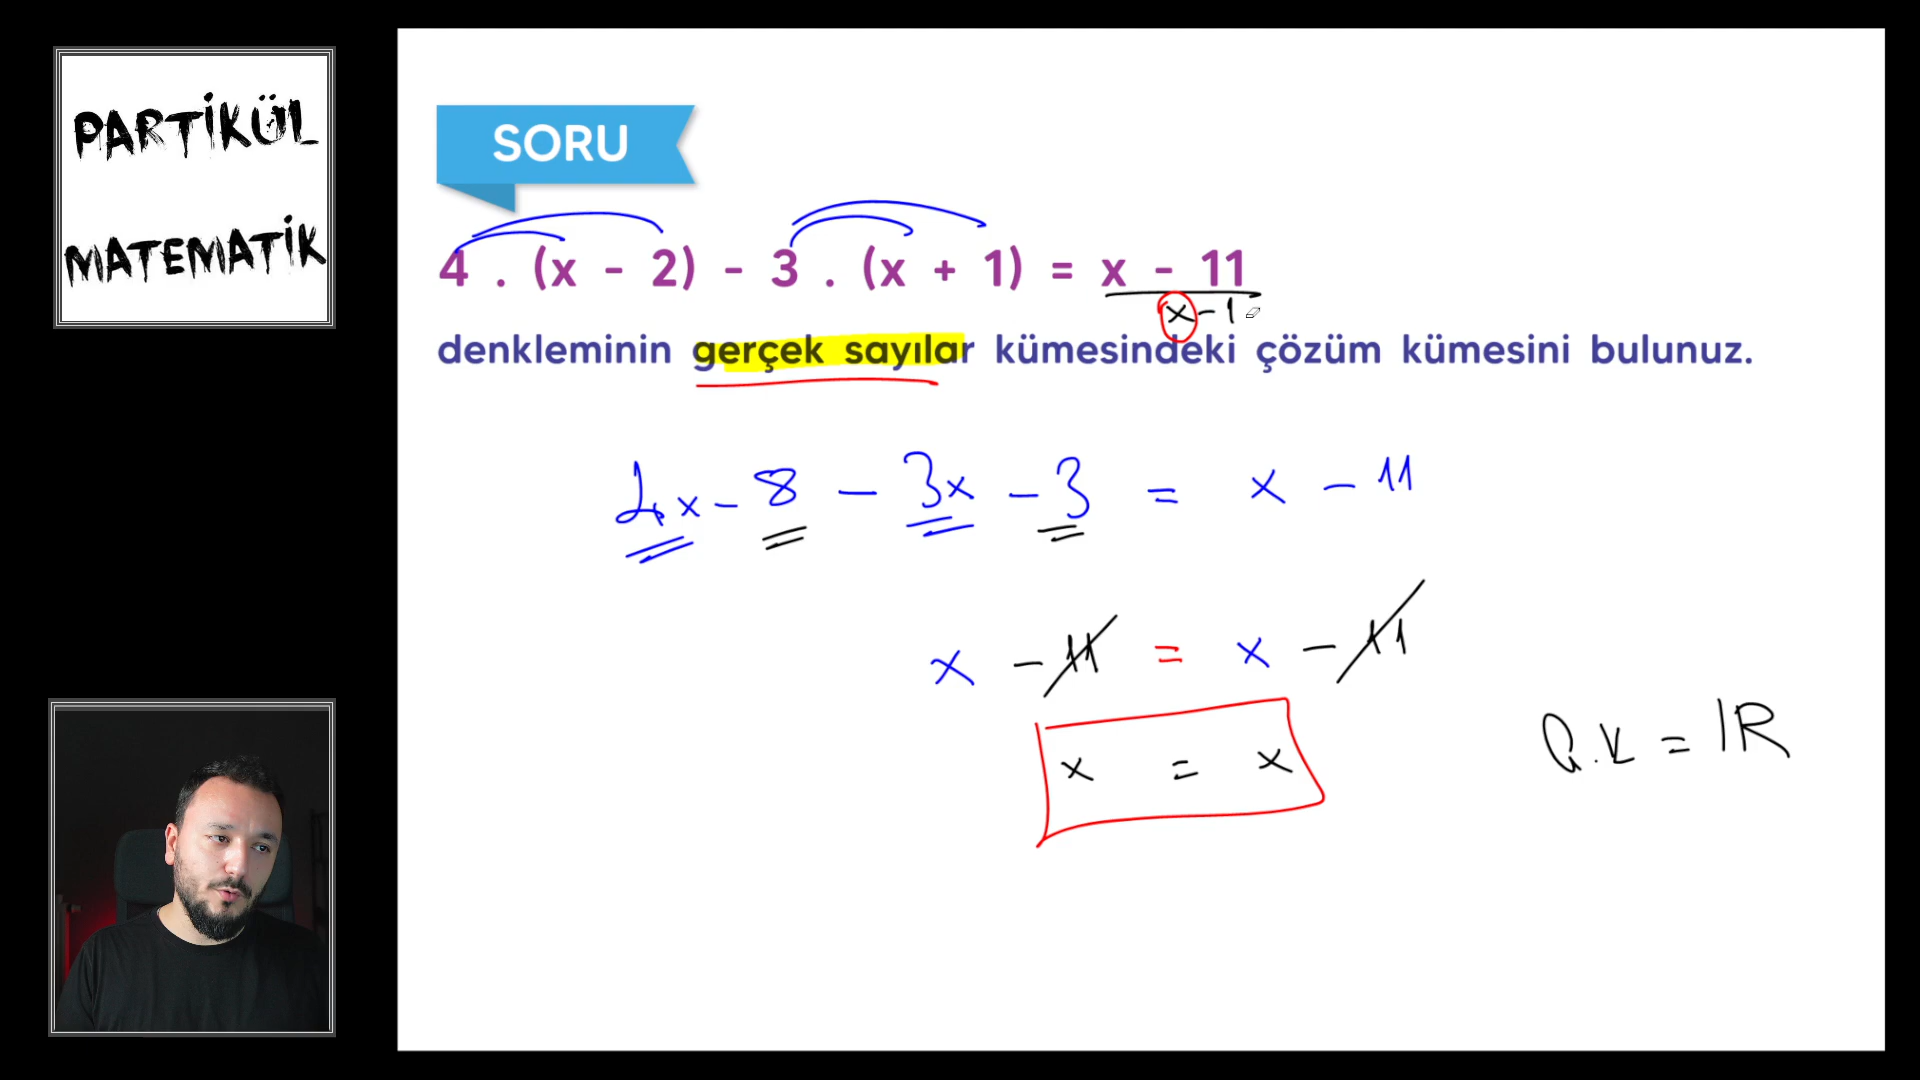 PARTİKÜL
MATEMATİK
SORU
4 . (x - 2) - 3 . (x + 1) = x - 11
x - 1
denkleminin gerçek sayılar kümesindeki çözüm kümesini bulunuz.
4x - 8 - 3x - 3 = x - 11
x - 11 = x - 11
x = x
Ç.K = IR